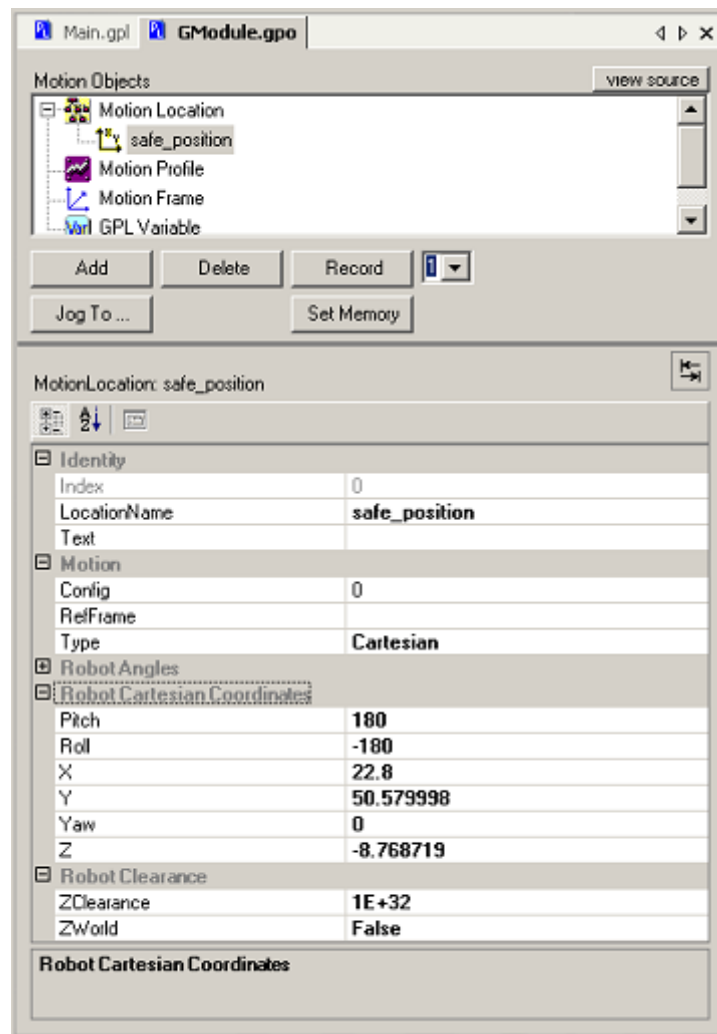 Main.gpl GModule.gpo
Motion Objects view source
Motion Location
safe_position
Motion Profile
Motion Frame
Var1 GPL Variable
Add Delete Record 1
Jog To ... Set Memory
MotionLocation: safe_position
Identity
Index 0
LocationName safe_position
Text
Motion
Config 0
RefFrame
Type Cartesian
Robot Angles
Robot Cartesian Coordinates
Pitch 180
Roll -180
X 22.8
Y 50.579998
Yaw 0
Z -8.768719
Robot Clearance
ZClearance 1E+32
ZWorld False
Robot Cartesian Coordinates